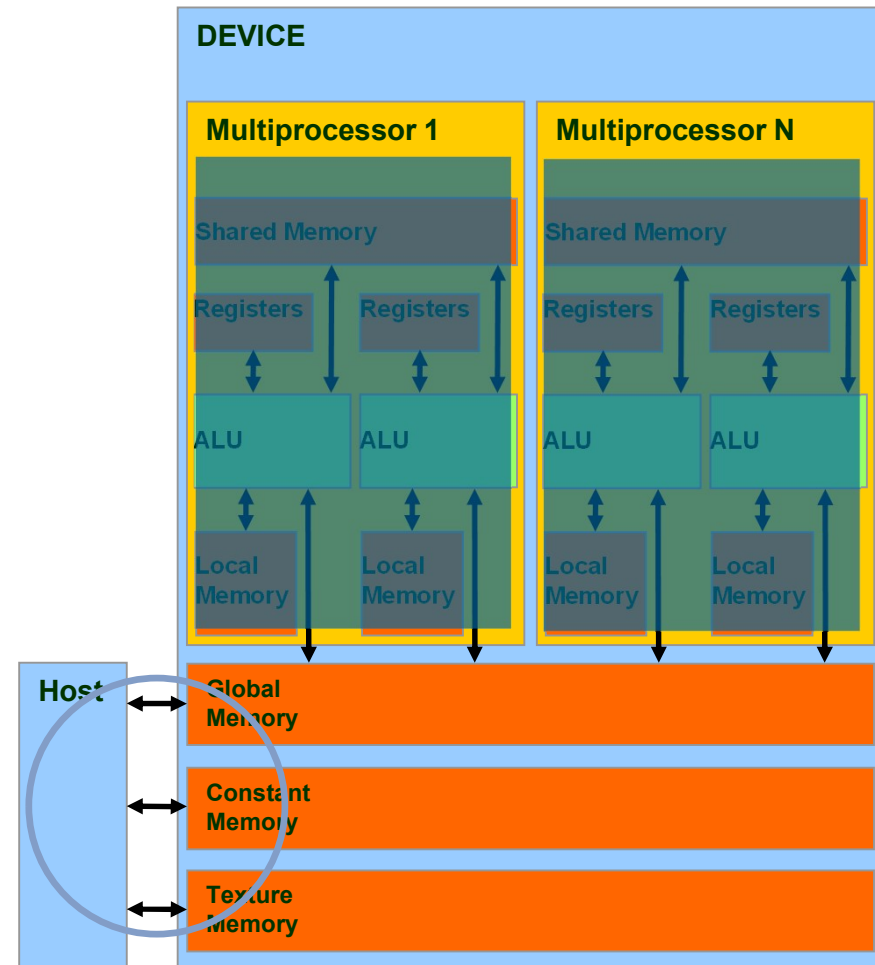 DEVICE
Multiprocessor 1
Multiprocessor N
Shared Memory
Shared Memory
Registers
Registers
Registers
Registers
ALU
ALU
ALU
ALU
Local
Memory
Local
Memory
Local
Memory
Local
Memory
Host
Global
Memory
Constant
Memory
Texture
Memory